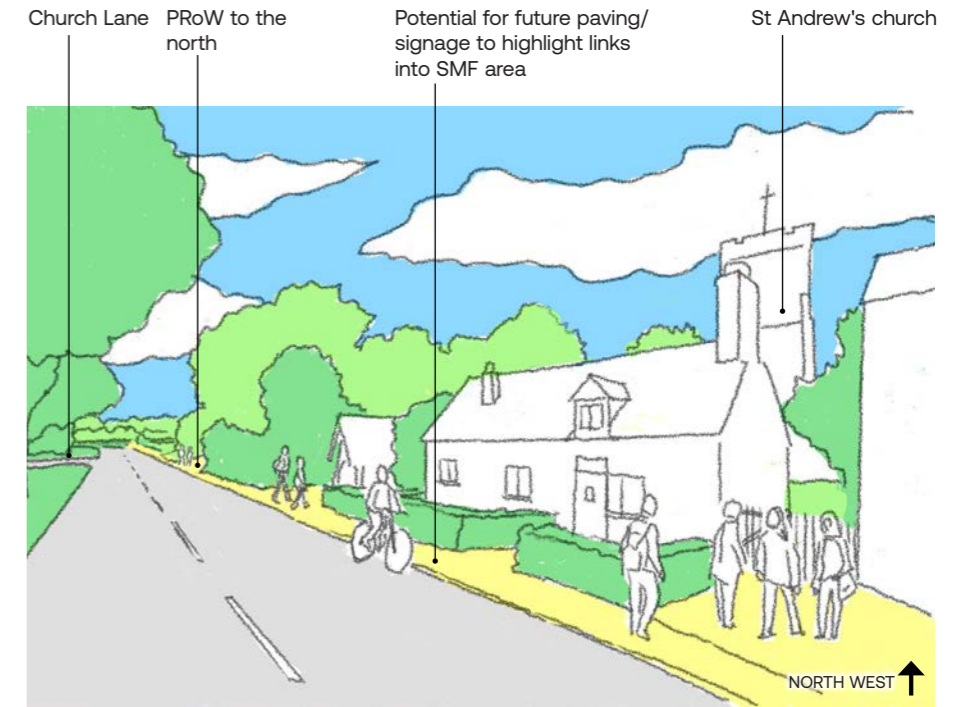 Church Lane
PRoW to the
north
Potential for future paving/
signage to highlight links
into SMF area
St Andrew's church
NORTH WEST